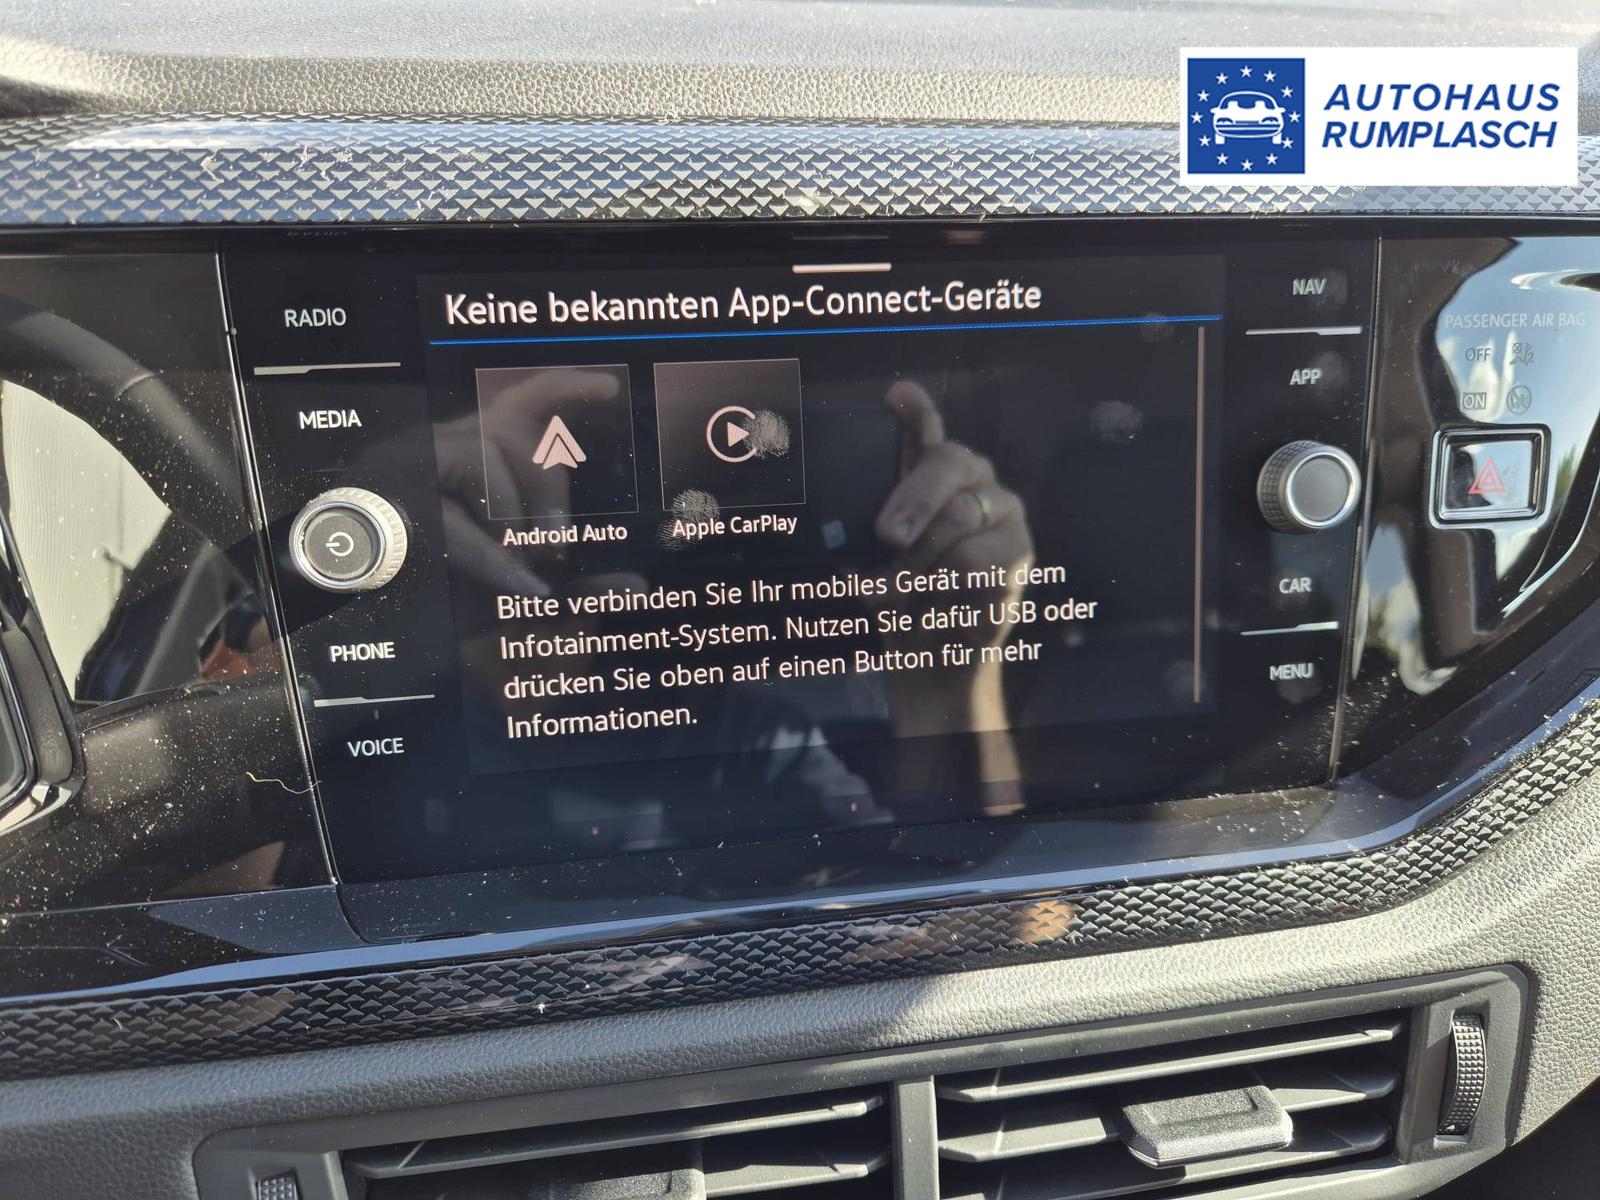 AUTOHAUS
RUMPLASCH
RADIO
MEDIA
PHONE
VOICE
Keine bekannten App-Connect-Geräte
Android Auto
Apple CarPlay
Bitte verbinden Sie Ihr mobiles Gerät mit dem
Infotainment-System. Nutzen Sie dafür USB oder
drücken Sie oben auf einen Button für mehr
Informationen.
NAV
APP
CAR
MENU
PASSENGER AIR BAG
OFF
ON